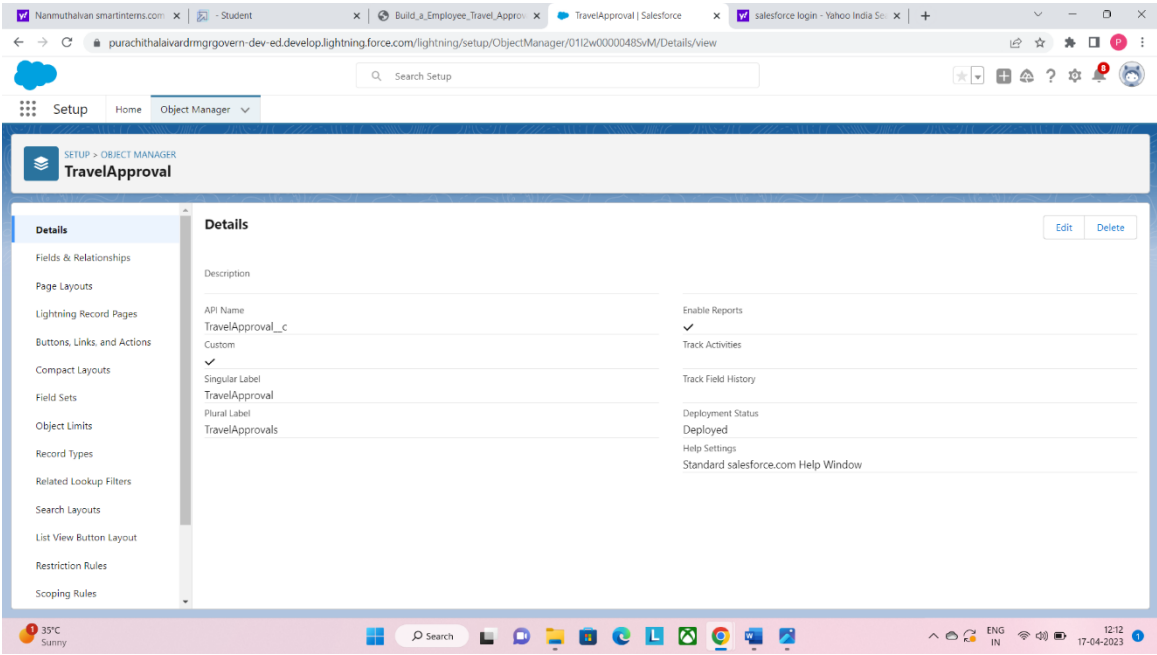 Nanmuthalvan smartinterns.com
- Student
Build_a_Employee_Travel_Approv
TravelApproval | Salesforce
salesforce login - Yahoo India Sea
purachithalaivardrmgrgovern-dev-ed.develop.lightning.force.com/lightning/setup/ObjectManager/01I2w0000048SvM/Details/view
P
Search Setup
8
Setup
Home
Object Manager
SETUP > OBJECT MANAGER
TravelApproval
Details
Fields & Relationships
Page Layouts
Lightning Record Pages
Buttons, Links, and Actions
Compact Layouts
Field Sets
Object Limits
Record Types
Related Lookup Filters
Search Layouts
List View Button Layout
Restriction Rules
Scoping Rules
Details
Edit
Delete
Description
API Name
TravelApproval__c
Custom
Singular Label
TravelApproval
Plural Label
TravelApprovals
Enable Reports
Track Activities
Track Field History
Deployment Status
Deployed
Help Settings
Standard salesforce.com Help Window
1
35°C
Sunny
Search
L
ENG
IN
12:12
17-04-2023
1